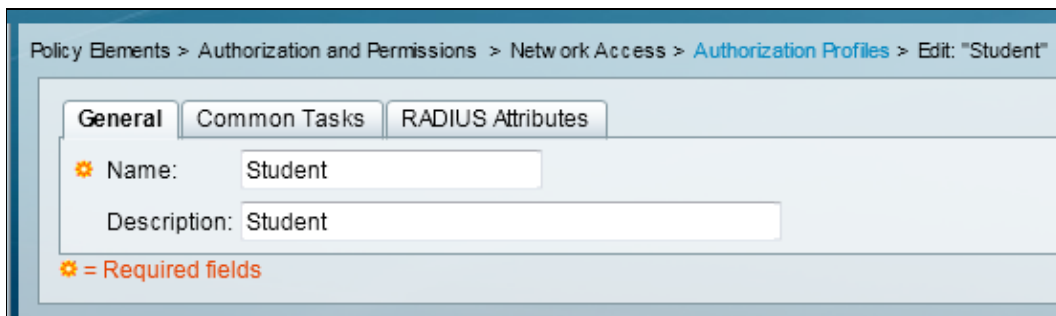 Policy Elements > Authorization and Permissions > Network Access > Authorization Profiles > Edit: "Student"
General Common Tasks RADIUS Attributes
Name: Student
Description: Student
= Required fields